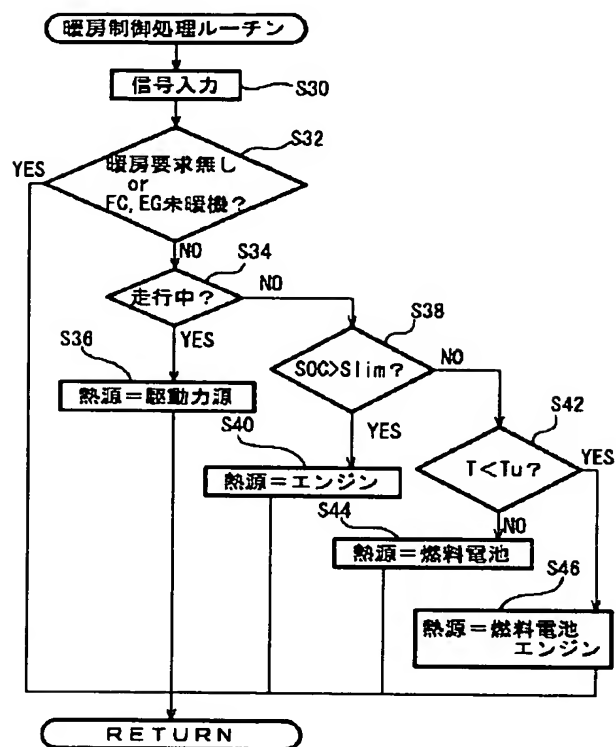 暖房制御処理ルーチン
信号入力
S30
S32
YES
暖房要求無し
or
FC,EG未暖機?
NO
S34
走行中?
NO
YES
S36
熱源=駆動力源
S38
SOC>Slim?
NO
YES
S40
熱源=エンジン
S42
T<Tu?
YES
NO
S44
熱源=燃料電池
S46
熱源=燃料電池
エンジン
RETURN